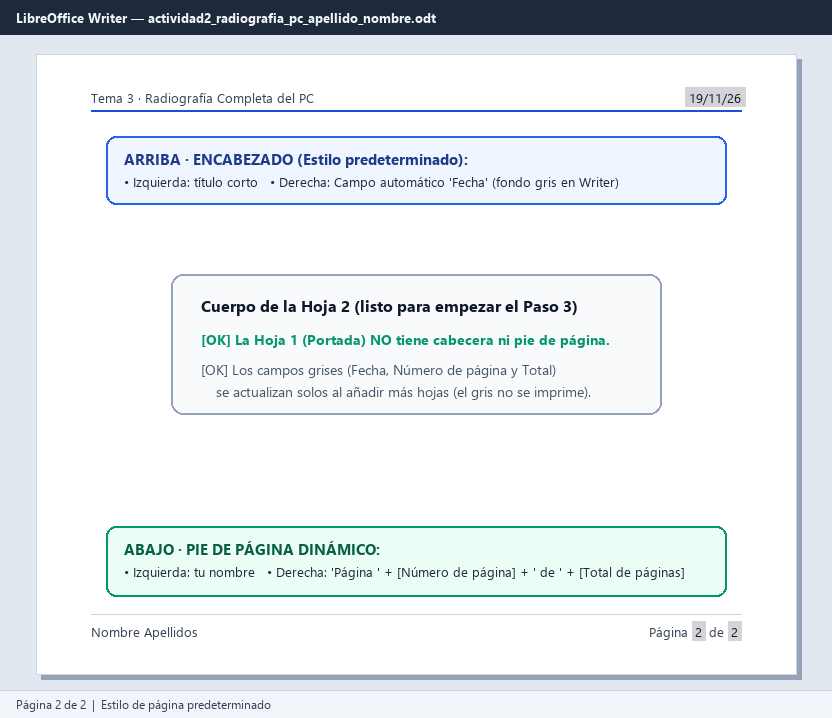 LibreOffice Writer — actividad2_radiografia_pc_apellido_nombre.odt
Tema 3 · Radiografía Completa del PC
19/11/26
ARRIBA · ENCABEZADO (Estilo predeterminado):
• Izquierda: título corto • Derecha: Campo automático 'Fecha' (fondo gris en Writer)
Cuerpo de la Hoja 2 (listo para empezar el Paso 3)
[OK] La Hoja 1 (Portada) NO tiene cabecera ni pie de página.
[OK] Los campos grises (Fecha, Número de página y Total)
se actualizan solos al añadir más hojas (el gris no se imprime).
ABAJO · PIE DE PÁGINA DINÁMICO:
• Izquierda: tu nombre • Derecha: 'Página ' + [Número de página] + ' de ' + [Total de páginas]
Nombre Apellidos
Página 2 de 2
Página 2 de 2 | Estilo de página predeterminado